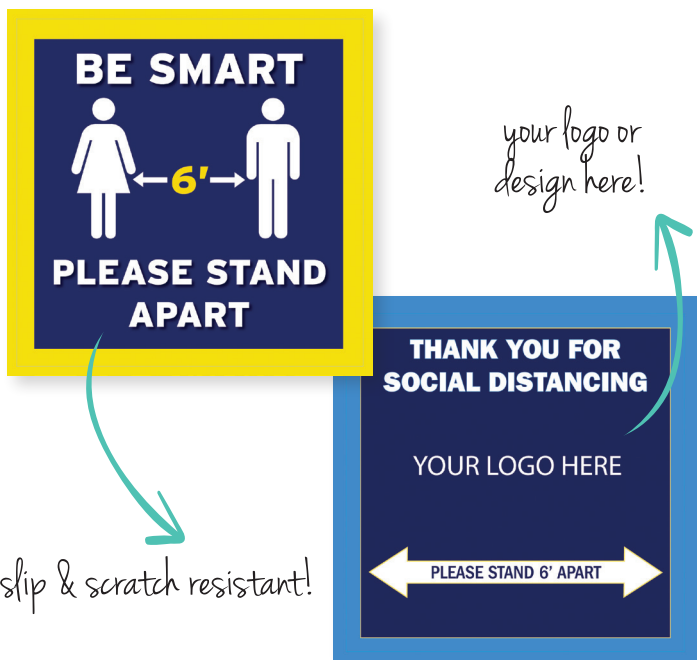 BE SMART
6'
PLEASE STAND
APART
your logo or
design here!
THANK YOU FOR
SOCIAL DISTANCING
YOUR LOGO HERE
PLEASE STAND 6' APART
slip & scratch resistant!